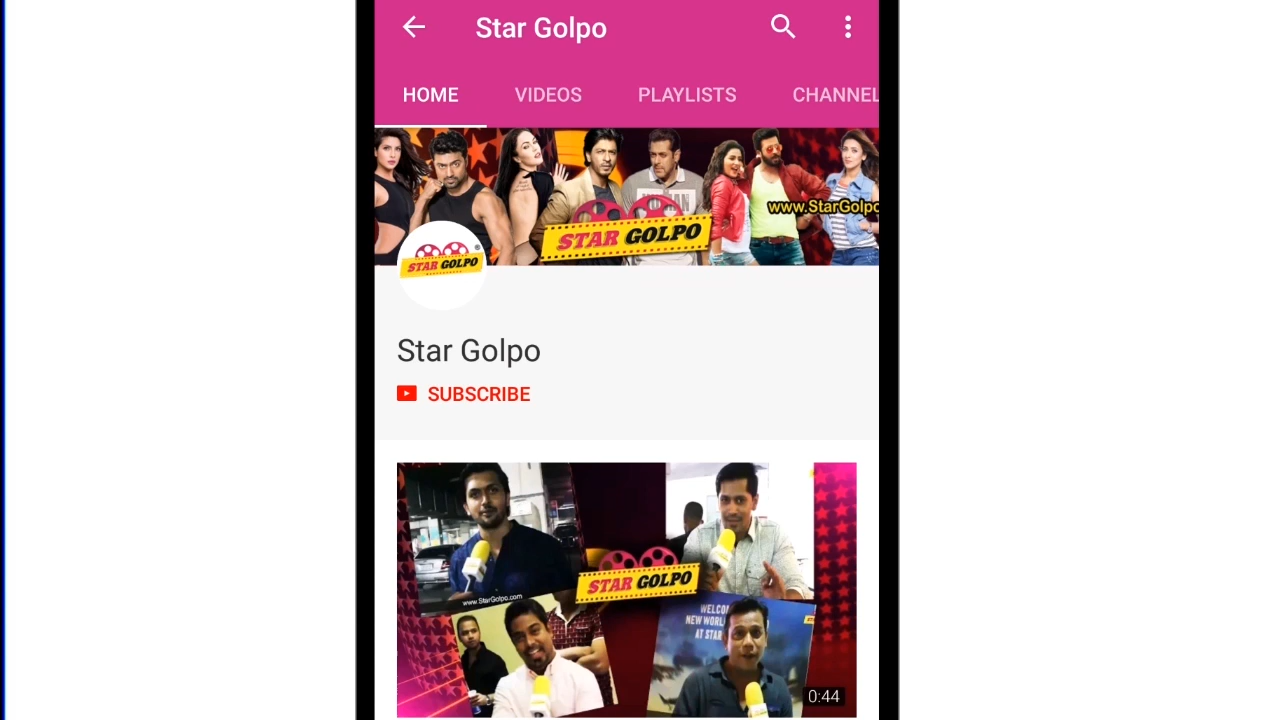 Star Golpo
HOME VIDEOS PLAYLISTS CHANNEL
www.StarGolpo
STAR GOLPO
STAR GOLPO
Star Golpo
SUBSCRIBE
STAR GOLPO
www.StarGolpo.com
WELCO
NEW WORL
AT STAR
0:44